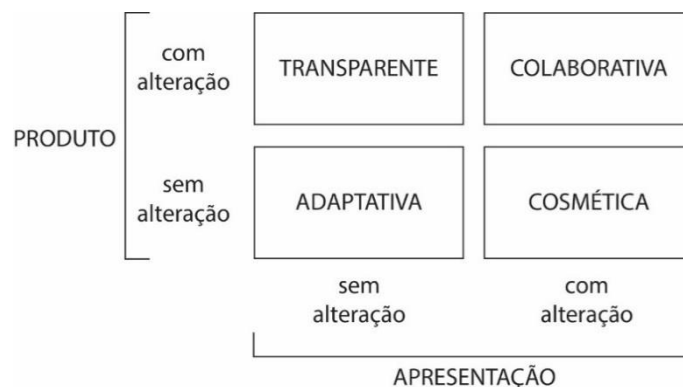 com
alteração
TRANSPARENTE
COLABORATIVA
PRODUTO
sem
alteração
ADAPTATIVA
COSMÉTICA
sem
alteração
com
alteração
APRESENTAÇÃO